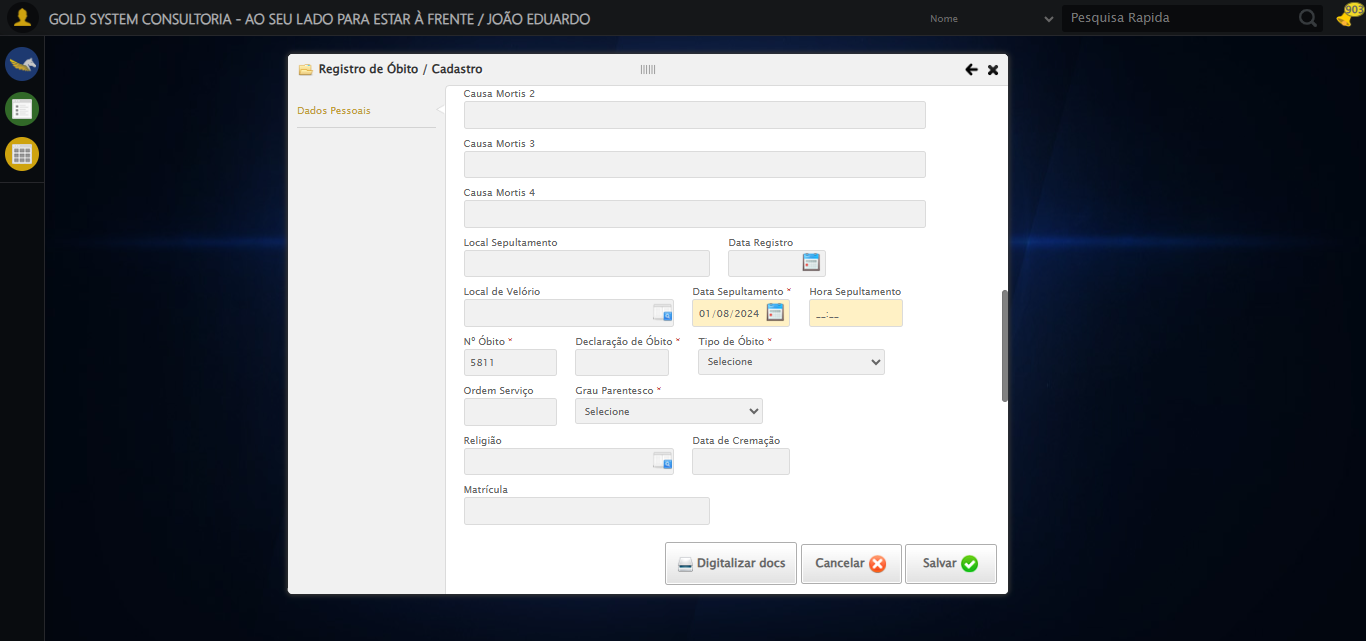 GOLD SYSTEM CONSULTORIA - AO SEU LADO PARA ESTAR À FRENTE / JOÃO EDUARDO
Nome
Pesquisa Rapida
903
Registro de Óbito / Cadastro
Dados Pessoais
Causa Mortis 2
Causa Mortis 3
Causa Mortis 4
Local Sepultamento
Data Registro
Local de Velório
Data Sepultamento *
Hora Sepultamento
01/08/2024
__:__
Nº Óbito *
Declaração de Óbito *
Tipo de Óbito *
5811
Selecione
Ordem Serviço
Grau Parentesco *
Selecione
Religião
Data de Cremação
Matrícula
Digitalizar docs
Cancelar
Salvar